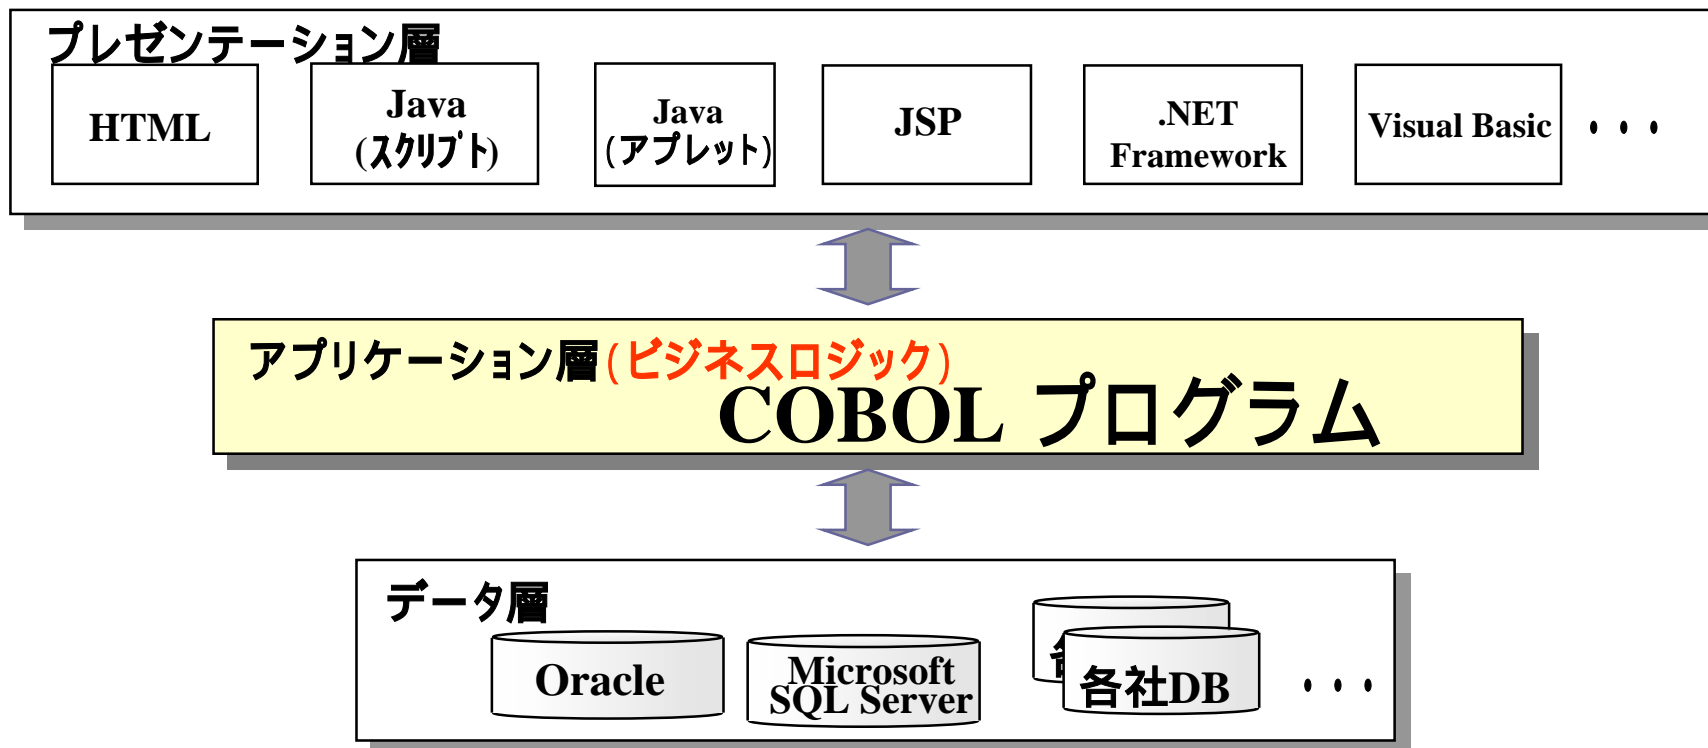 プレゼンテーション層
HTML
Java
(スクリプト)
Java
(アプレット)
JSP
.NET
Framework
Visual Basic
・・・
アプリケーション層(ビジネスロジック)
COBOL プログラム
データ層
Oracle
Microsoft
SQL Server
各
各社DB
・・・